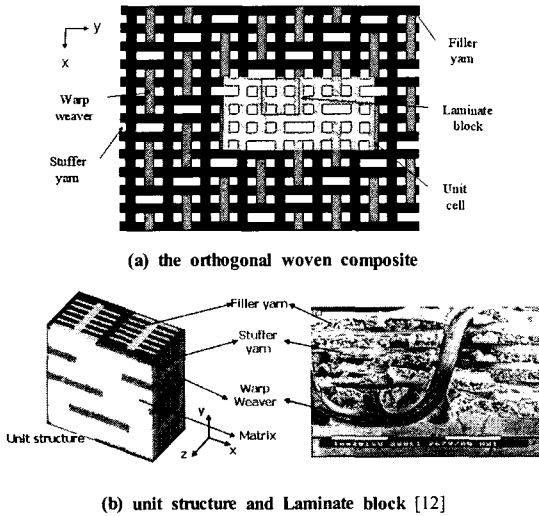 Filler
yarn
y
x
Warp
weaver
Laminate
block
Stuffer
yarn
Unit
cell
(a) the orthogonal woven composite
Filler yarn
Stuffer
yarn
Warp
Weaver
y
Matrix
x
z
Unit structure
(b) unit structure and Laminate block [12]